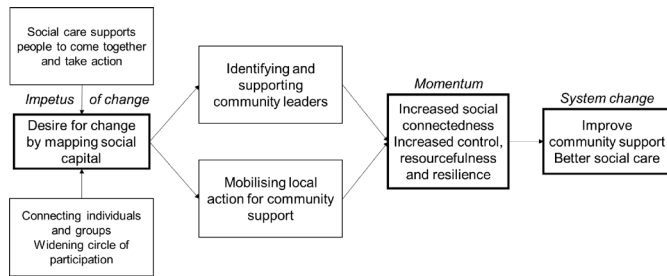 Social care supports
people to come together
and take action
Impetus of change
Desire for change
by mapping social
capital
Connecting individuals
and groups
Widening circle of
participation
Identifying and
supporting
community leaders
Mobilising local
action for community
support
Momentum
Increased social
connectedness
Increased control,
resourcefulness
and resilience
System change
Improve
community support
Better social care